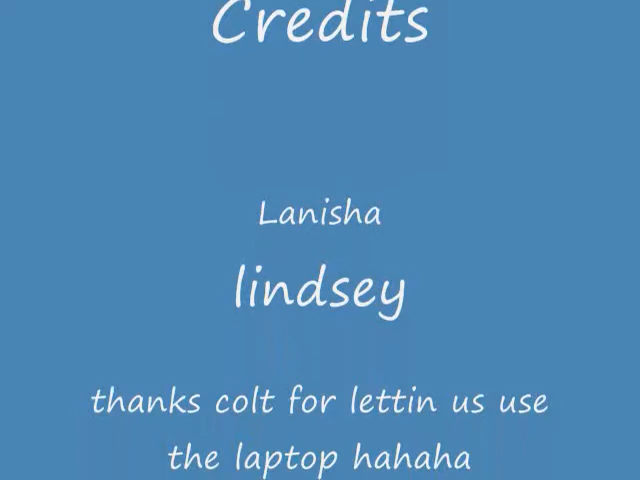 Credits
Lanisha
lindsey
thanks colt for lettin us use
the laptop hahaha